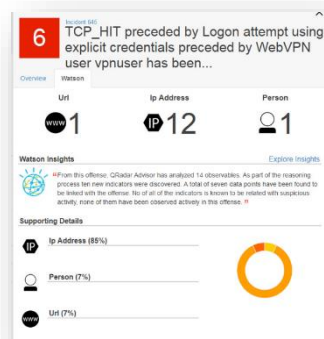 Incident 845
6
TCP_HIT preceded by Logon attempt using
explicit credentials preceded by WebVPN
user vpnuser has been...
Overview Watson
Url Ip Address Person
www 1 IP 12 1
Watson Insights Explore Insights
"From this offense, QRadar Advisor has analyzed 14 observables. As part of the reasoning
process ten new indicators were discovered. A total of seven data points have been found to
be linked with the offense. No of all of the indicators is known to be related with suspicious
activity, none of them have been observed actively in this offense. "
Supporting Details
IP Ip Address (85%)
Person (7%)
www Url (7%)